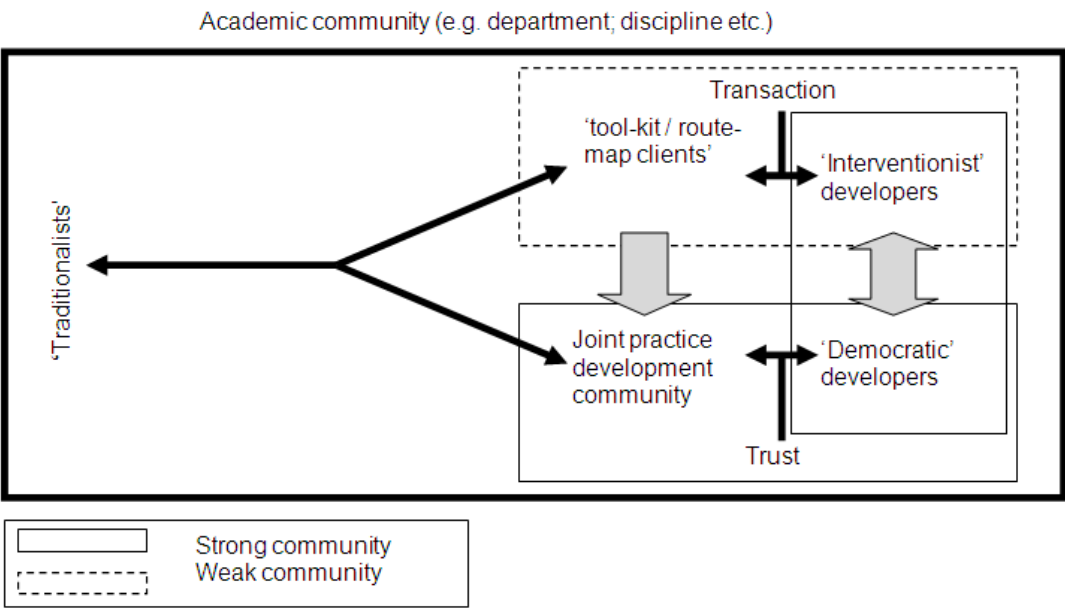 Academic community (e.g. department; discipline etc.)
Transaction
‘tool-kit / route-
map clients’
‘Interventionist’
developers
‘Traditionalists'
Joint practice
development
community
‘Democratic’
developers
Trust
Strong community
Weak community